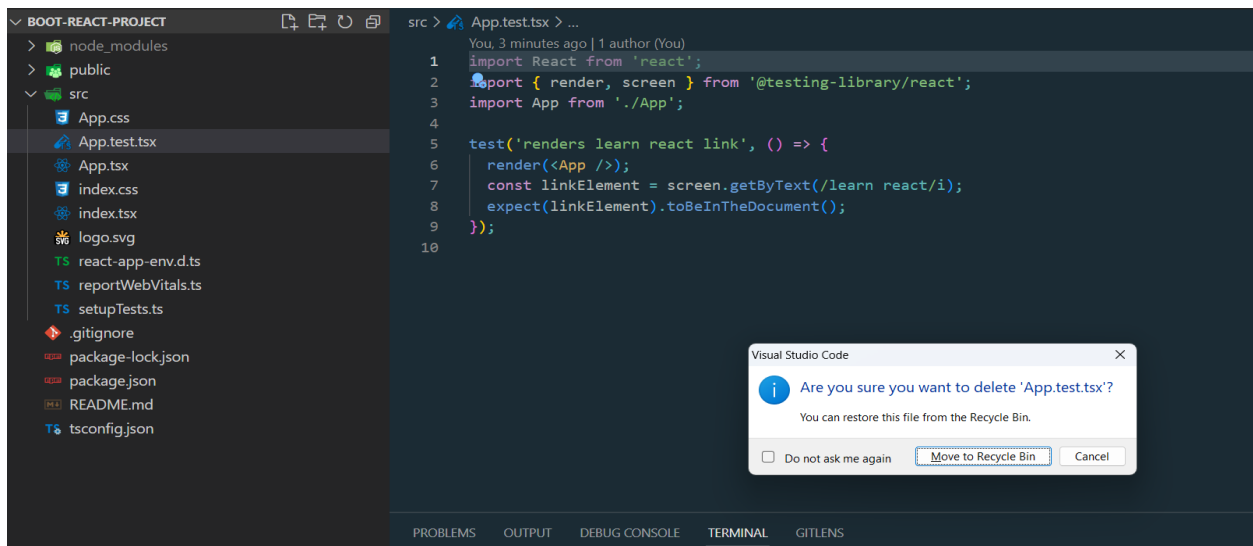 BOOT-REACT-PROJECT
node_modules
public
src
App.css
App.test.tsx
App.tsx
index.css
index.tsx
SVG logo.svg
TS react-app-env.d.ts
TS reportWebVitals.ts
TS setupTests.ts
.gitignore
package-lock.json
package.json
README.md
TS tsconfig.json
src > App.test.tsx > ...
You, 3 minutes ago | 1 author (You)
1 import React from 'react';
2 import { render, screen } from '@testing-library/react';
3 import App from './App';
4
5 test('renders learn react link', () => {
6 render(<App />);
7 const linkElement = screen.getByText(/learn react/i);
8 expect(linkElement).toBeInTheDocument();
9 });
10
Visual Studio Code
Are you sure you want to delete 'App.test.tsx'?
You can restore this file from the Recycle Bin.
Do not ask me again Move to Recycle Bin Cancel
PROBLEMS OUTPUT DEBUG CONSOLE TERMINAL GITLENS